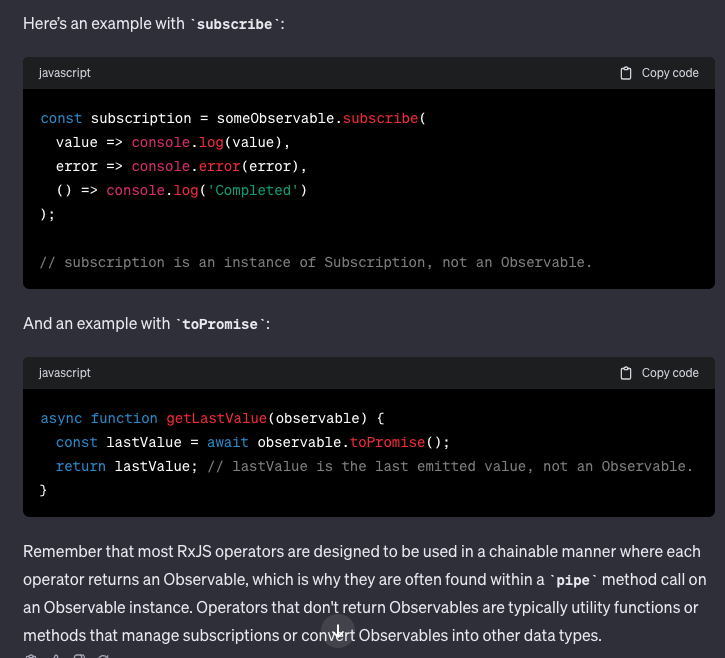 Here's an example with `subscribe`:
javascript
Copy code
const subscription = someObservable.subscribe(
  value => console.log(value),
  error => console.error(error),
  () => console.log('Completed')
);
// subscription is an instance of Subscription, not an Observable.
And an example with `toPromise`:
javascript
Copy code
async function getLastValue(observable) {
  const lastValue = await observable.toPromise();
  return lastValue; // lastValue is the last emitted value, not an Observable.
}
Remember that most RxJS operators are designed to be used in a chainable manner where each
operator returns an Observable, which is why they are often found within a `pipe` method call on
an Observable instance. Operators that don't return Observables are typically utility functions or
methods that manage subscriptions or convert Observables into other data types.